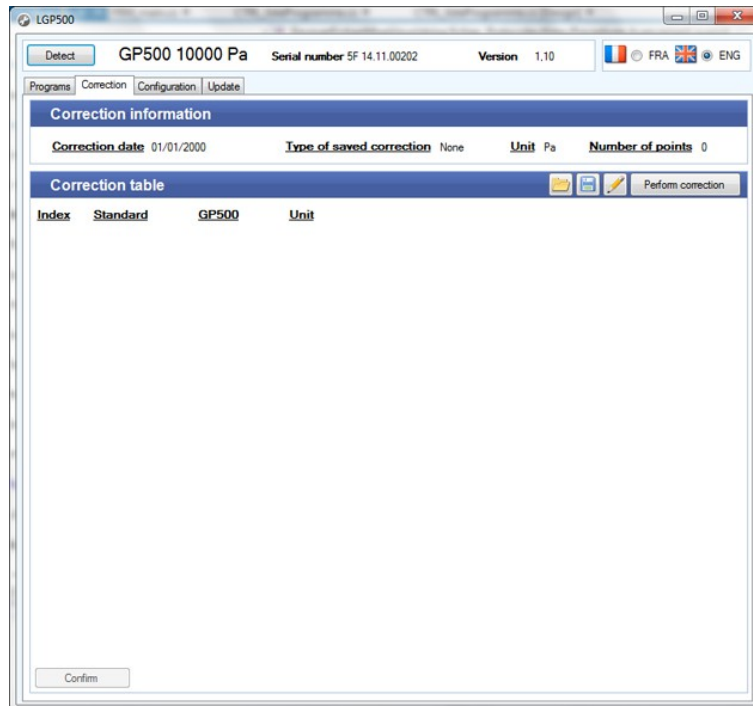 LGP500
Detect GP500 10000 Pa Serial number 5F 14.11.00202 Version 1.10 FRA ENG
Programs Correction Configuration Update
Correction information
Correction date 01/01/2000 Type of saved correction None Unit Pa Number of points 0
Correction table Perform correction
Index Standard GP500 Unit
Confirm